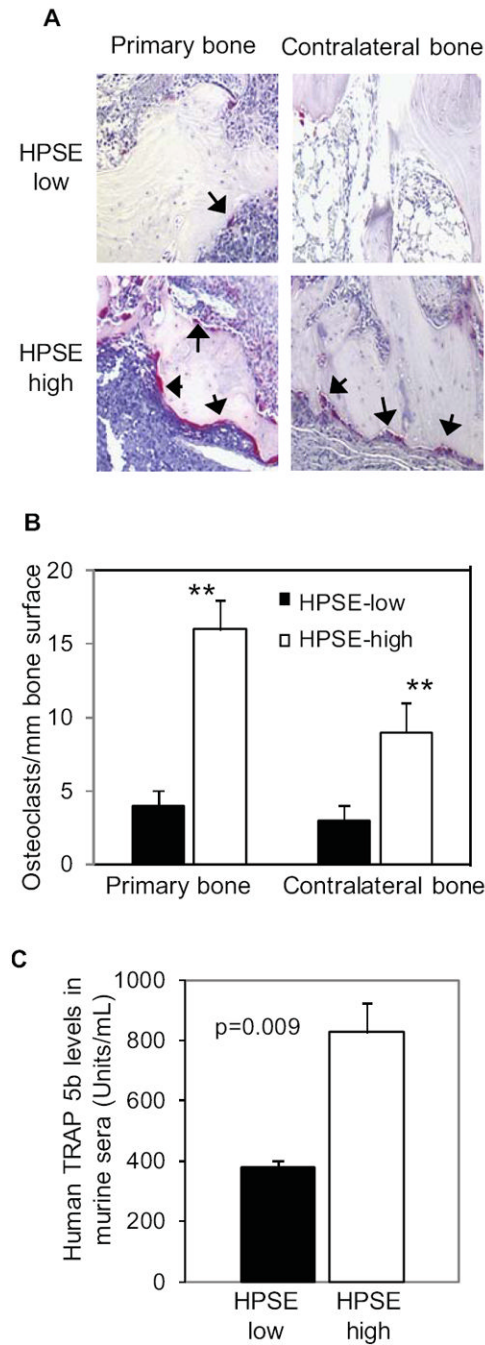 A
Primary bone Contralateral bone
HPSE
low
HPSE
high
B
Osteoclasts/mm bone surface
20
15
10
5
0
**
**
HPSE-low
HPSE-high
Primary bone Contralateral bone
C
Human TRAP 5b levels in
murine sera (Units/mL)
1000
800
600
400
200
0
p=0.009
HPSE
low
HPSE
high